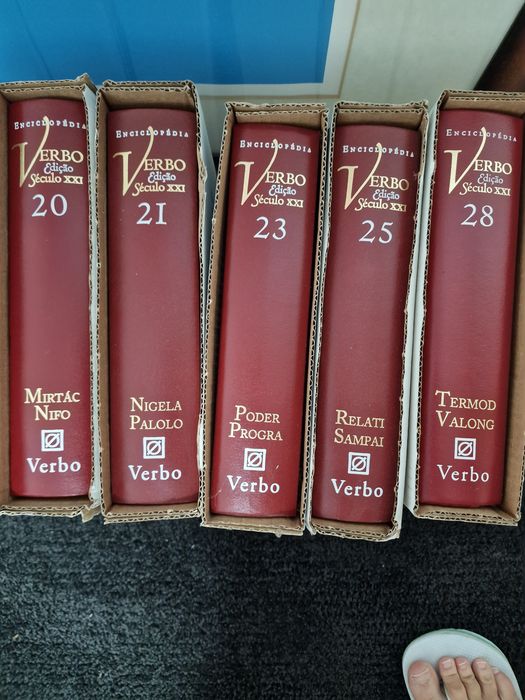 ENCICLOPÉDIA
VERBO
Edição
Século XXI
20
MIRTÁC
NIFO
Verbo
ENCICLOPÉDIA
VERBO
Edição
Século XXI
21
NIGELA
PALOLO
Verbo
ENCICLOPÉDIA
VERBO
Edição
Século XXI
23
PODER
PROGRA
Verbo
ENCICLOPÉDIA
VERBO
Edição
Século XXI
25
RELATI
SAMPAI
Verbo
ENCICLOPÉDIA
VERBO
Edição
Século XXI
28
TERMOD
VALONG
Verbo